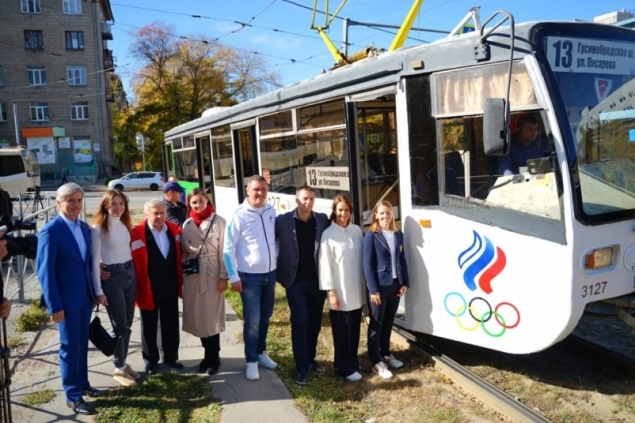 13 Гусинобродское ш.
ул. Писарева
13 Гусинобродское ш.
ул. Писарева
3127